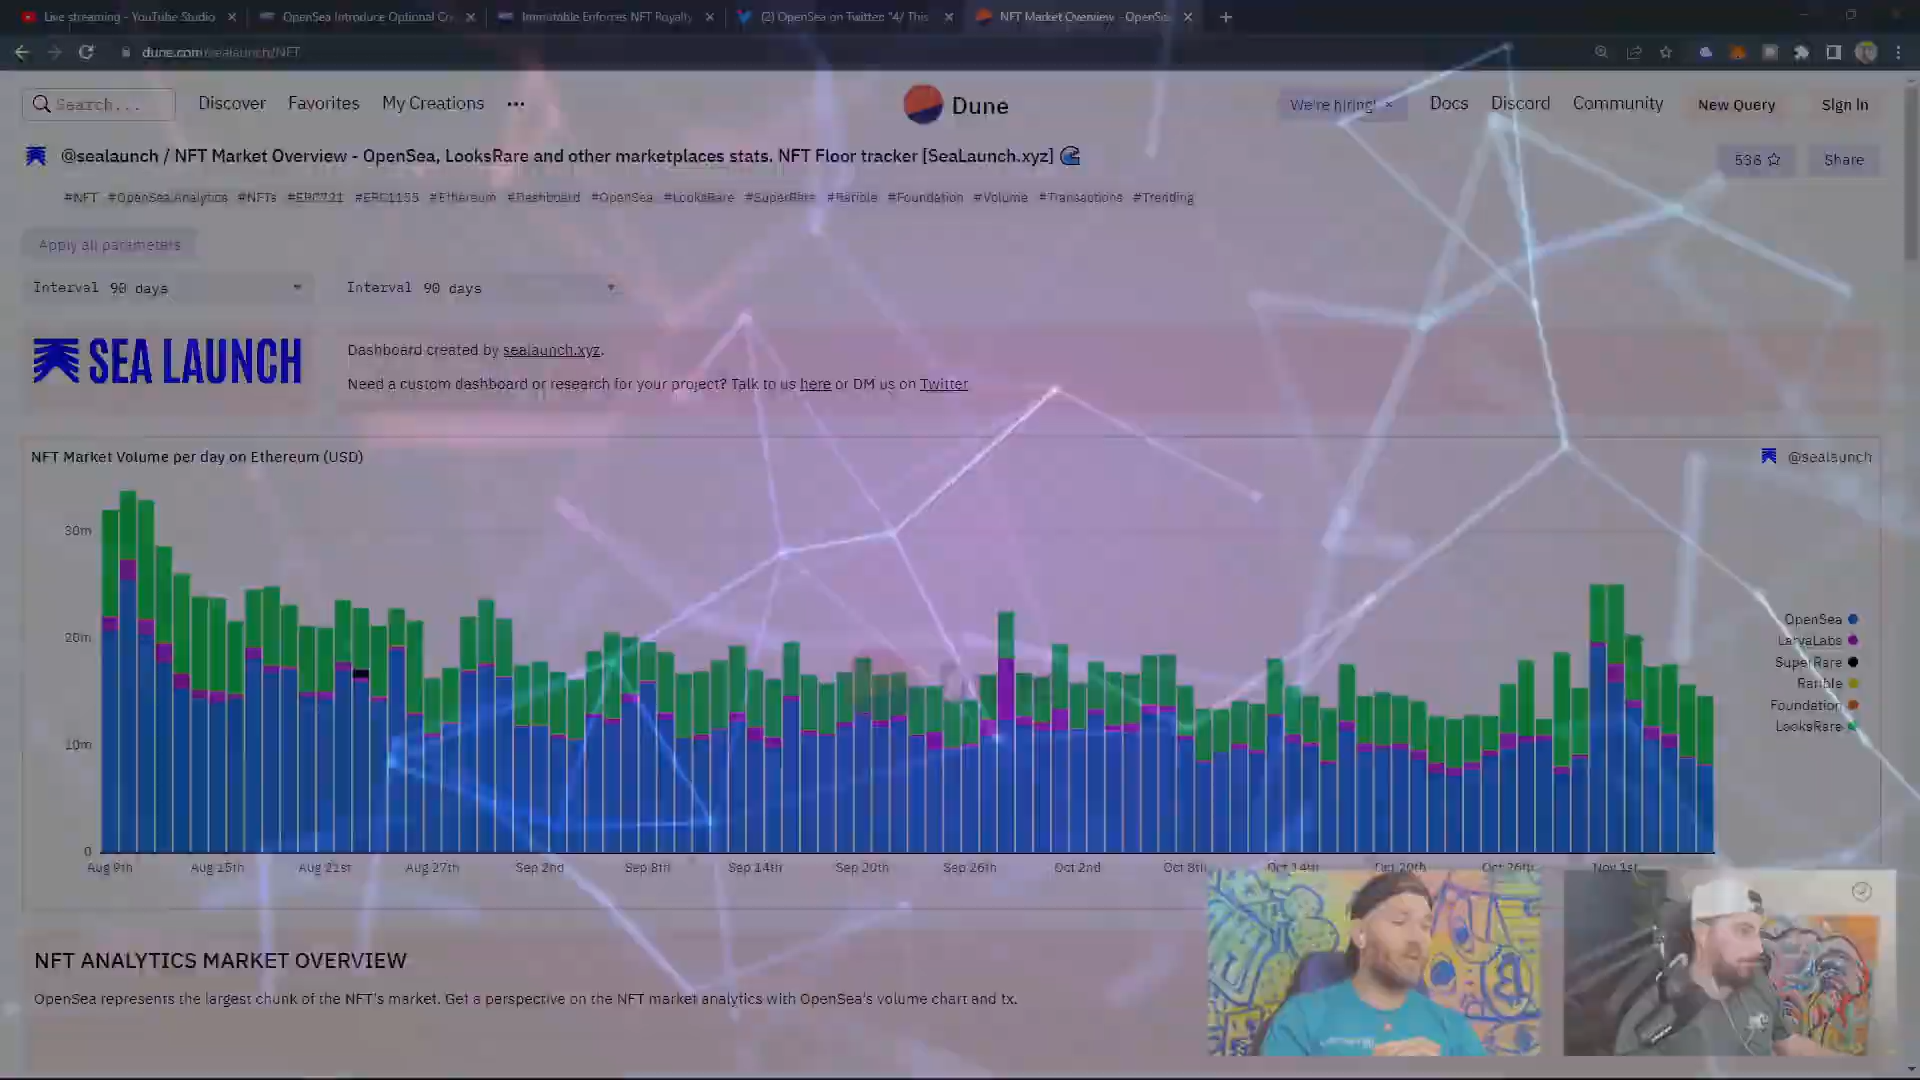 Live streaming - YouTube Studio
OpenSea Introduce Optional Cr
Immutable Enforces NFT Royalty
(2) OpenSea on Twitter: "4/ This
NFT Market Overview - OpenSea
dune.com/sealaunch/NFT
Search...
Discover
Favorites
My Creations
Dune
We're hiring!
Docs
Discord
Community
New Query
Sign in
@sealaunch / NFT Market Overview - OpenSea, LooksRare and other marketplaces stats. NFT Floor tracker [SeaLaunch.xyz]
536
Share
#NFT #OpenSea Analytics #NFTs #ERC721 #ERC1155 #Ethereum #Dashboard #OpenSea #LooksRare #SuperRare #Rarible #Foundation #Volume #Transactions #Trending
Apply all parameters
Interval 90 days
Interval 90 days
SEA LAUNCH
Dashboard created by sealaunch.xyz.
Need a custom dashboard or research for your project? Talk to us here or DM us on Twitter
NFT Market Volume per day on Ethereum (USD)
@sealaunch
30m
20m
10m
0
OpenSea
LarvaLabs
SuperRare
Rarible
Foundation
LooksRare
Aug 9th
Aug 15th
Aug 21st
Aug 27th
Sep 2nd
Sep 8th
Sep 14th
Sep 20th
Sep 26th
Oct 2nd
Oct 8th
Oct 14th
Oct 20th
Oct 26th
Nov 1st
NFT ANALYTICS MARKET OVERVIEW
OpenSea represents the largest chunk of the NFT's market. Get a perspective on the NFT market analytics with OpenSea's volume chart and tx.